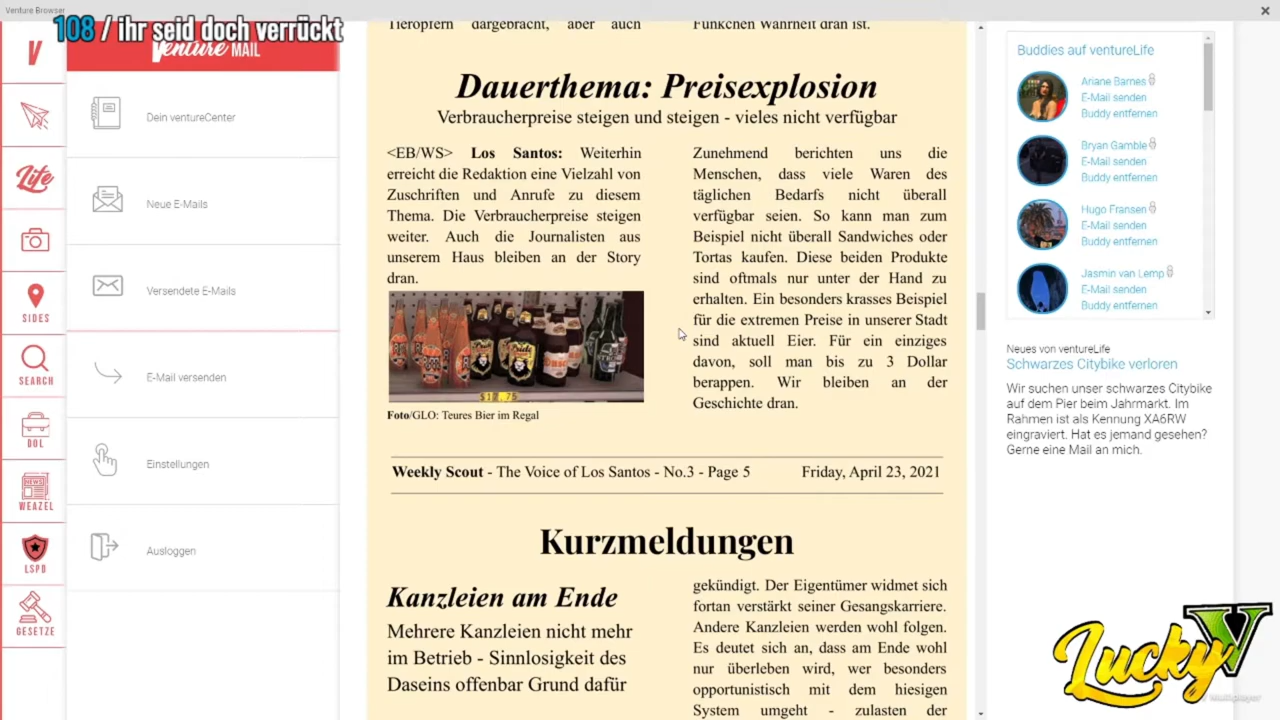 Venture Browser
108 / ihr seid doch verrückt
Venture MAIL
V
Life
SIDES
SEARCH
DOL
NEWS
WEAZEL
LSPD
GESETZE
Dein ventureCenter
Neue E-Mails
Versendete E-Mails
E-Mail versenden
Einstellungen
Ausloggen
Tieropfern dargebracht, aber auch
Fünkchen Wahrheit dran ist.
Dauerthema: Preisexplosion
Verbraucherpreise steigen und steigen - vieles nicht verfügbar
<EB/WS> Los Santos: Weiterhin
erreicht die Redaktion eine Vielzahl von
Zuschriften und Anrufe zu diesem
Thema. Die Verbraucherpreise steigen
weiter. Auch die Journalisten aus
unserem Haus bleiben an der Story
dran.
Foto/GLO: Teures Bier im Regal
Zunehmend berichten uns die
Menschen, dass viele Waren des
täglichen Bedarfs nicht überall
verfügbar seien. So kann man zum
Beispiel nicht überall Sandwiches oder
Tortas kaufen. Diese beiden Produkte
sind oftmals nur unter der Hand zu
erhalten. Ein besonders krasses Beispiel
für die extremen Preise in unserer Stadt
sind aktuell Eier. Für ein einziges
davon, soll man bis zu 3 Dollar
berappen. Wir bleiben an der
Geschichte dran.
Weekly Scout - The Voice of Los Santos - No.3 - Page 5
Friday, April 23, 2021
Kurzmeldungen
Kanzleien am Ende
Mehrere Kanzleien nicht mehr
im Betrieb - Sinnlosigkeit des
Daseins offenbar Grund dafür
gekündigt. Der Eigentümer widmet sich
fortan verstärkt seiner Gesangskarriere.
Andere Kanzleien werden wohl folgen.
Es deutet sich an, dass am Ende wohl
nur überleben wird, wer besonders
opportunistisch mit dem hiesigen
System umgeht - zulasten der
Buddies auf ventureLife
Ariane Barnes
E-Mail senden
Buddy entfernen
Bryan Gamble
E-Mail senden
Buddy entfernen
Hugo Fransen
E-Mail senden
Buddy entfernen
Jasmin van Lemp
E-Mail senden
Buddy entfernen
Neues von ventureLife
Schwarzes Citybike verloren
Wir suchen unser schwarzes Citybike
auf dem Pier beim Jahrmarkt. Im
Rahmen ist als Kennung XA6RW
eingraviert. Hat es jemand gesehen?
Gerne eine Mail an mich.
LuckyV
Multiplayer